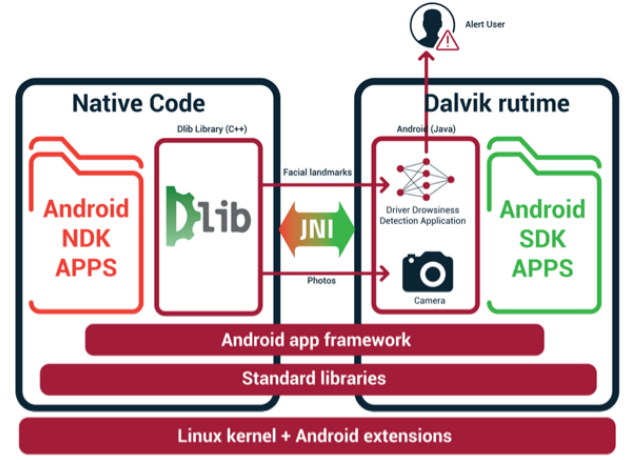 Alert User
Native Code
Dalvik rutime
Dlib Library (C++)
Android (Java)
Android
NDK
APPS
Dlib
Facial landmarks
JNI
Photos
Driver Drowsiness
Detection Application
Camera
Android
SDK
APPS
Android app framework
Standard libraries
Linux kernel + Android extensions